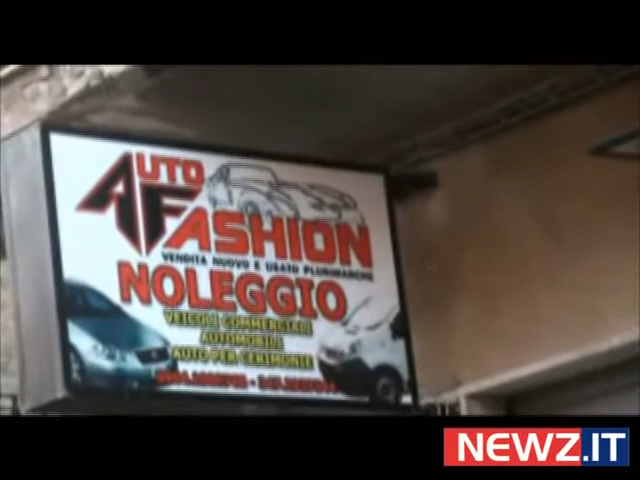 AUTO
FASHION
VENDITA NUOVO E USATO PLURIMARCHE
NOLEGGIO
VEICOLI COMMERCIALI
AUTOMOBILI
AUTO PER CERIMONIE
NEWZ.IT